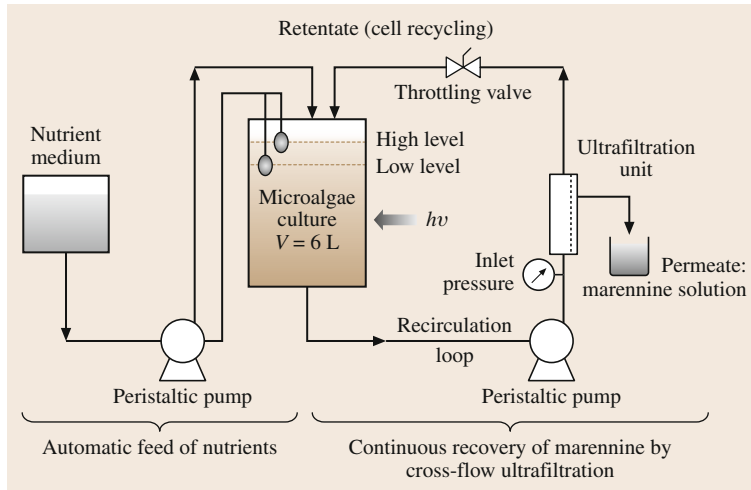 Retentate (cell recycling)
Throttling valve
Nutrient
medium
High level
Low level
Ultrafiltration
unit
Microalgae
culture
V = 6 L
hν
Inlet
pressure
Permeate:
marennine solution
Recirculation
loop
Peristaltic pump
Peristaltic pump
Automatic feed of nutrients
Continuous recovery of marennine by
cross-flow ultrafiltration